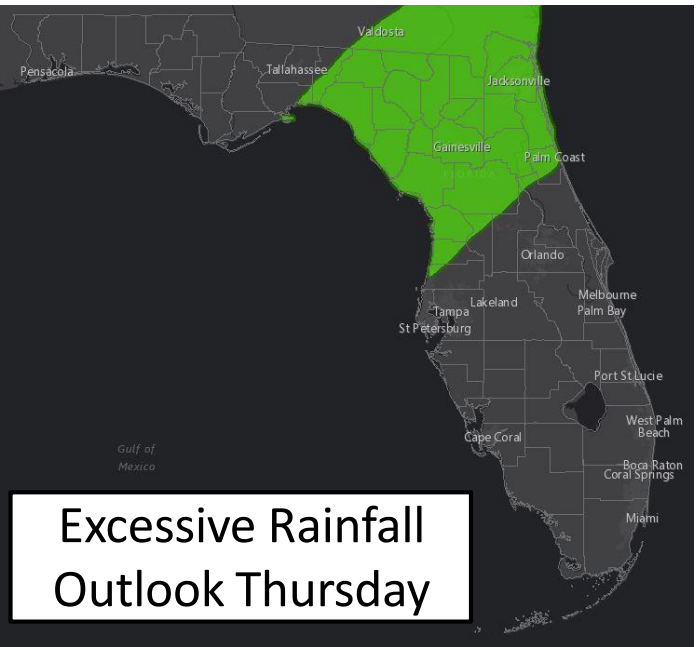 Valdosta
Pensacola
Tallahassee
Jacksonville
Gainesville
Palm Coast
FLORIDA
Orlando
Melbourne
Lakeland
Tampa
Palm Bay
St Petersburg
Port St Lucie
West Palm
Beach
Cape Coral
Gulf of
Mexico
Boca Raton
Coral Springs
Miami
Excessive Rainfall
Outlook Thursday